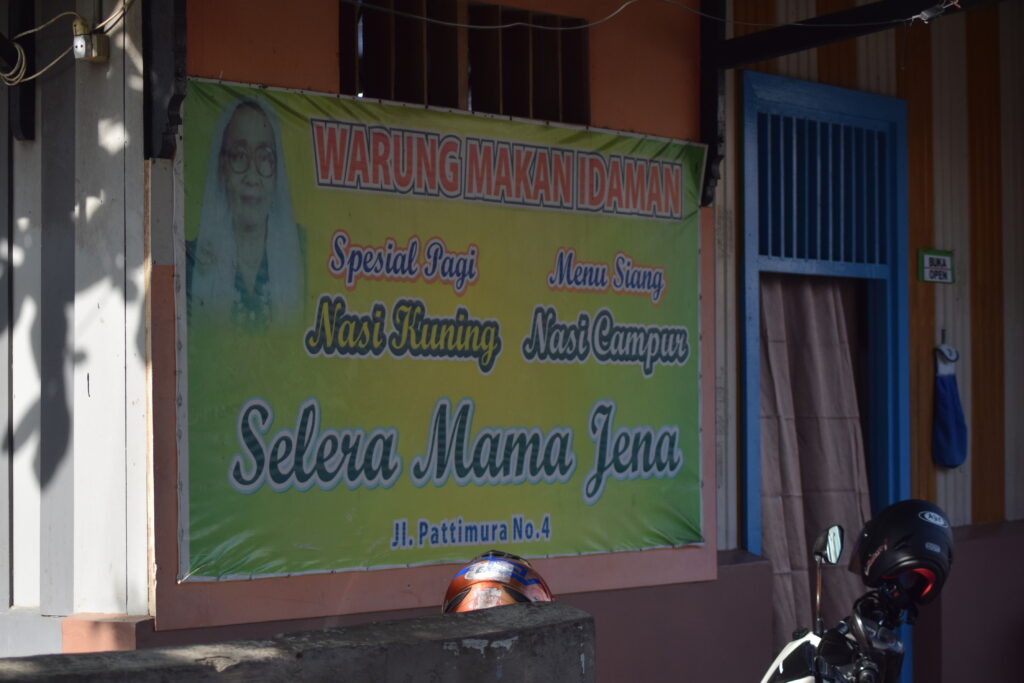 WARUNG MAKAN IDAMAN
Spesial Pagi
Menu Siang
Nasi Kuning
Nasi Campur
Selera Mama Jena
Jl. Pattimura No.4
BUKA
OPEN